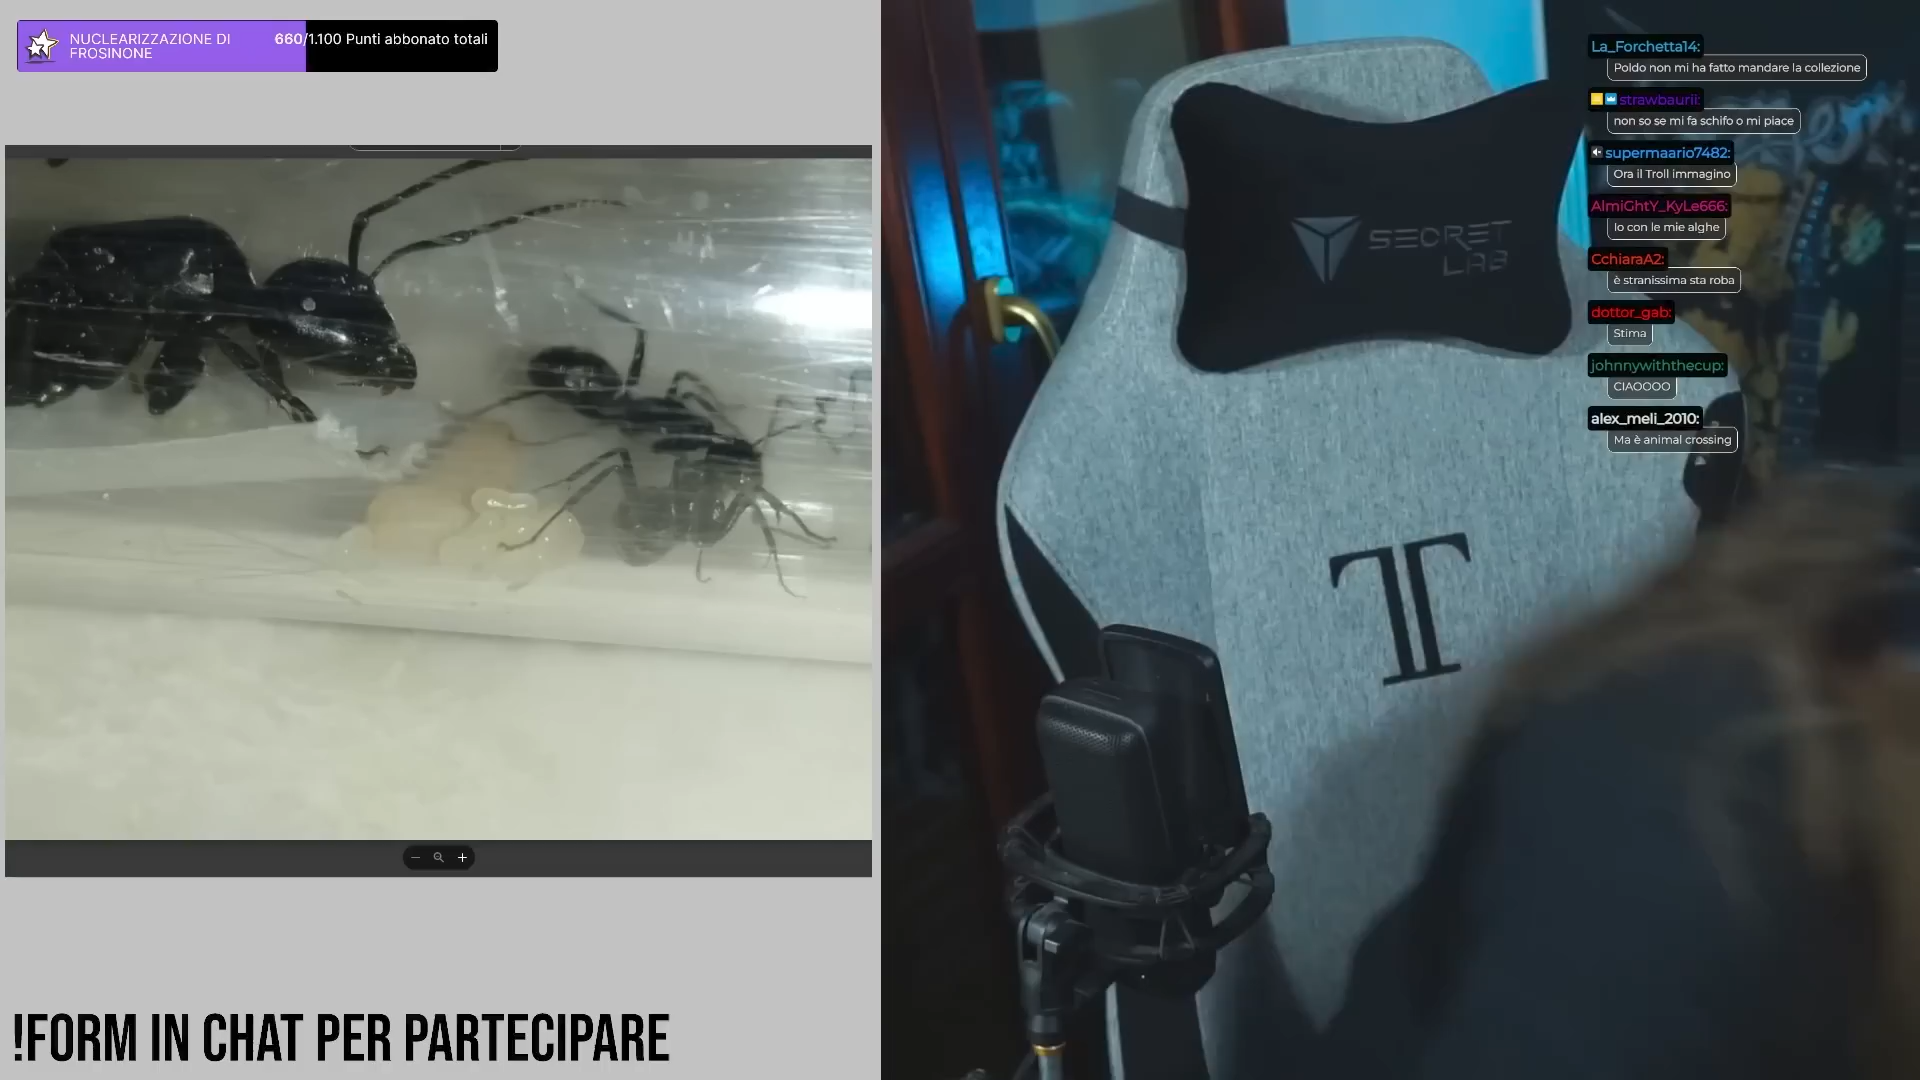 NUCLEARIZZAZIONE DI
FROSINONE
660/1.100 Punti abbonato totali
La_Forchetta14:
Poldo non mi ha fatto mandare la collezione
strawbaurii:
non so se mi fa schifo o mi piace
supermaario7482:
Ora il Troll immagino
AlmiGhtY_KyLe666:
Io con le mie alghe
CchiaraA2:
è stranissima sta roba
dottor_gab:
Stima
johnnywiththecup:
CIAOOOO
alex_meli_2010:
Ma è animal crossing
SECRET
LAB
T
!FORM IN CHAT PER PARTECIPARE